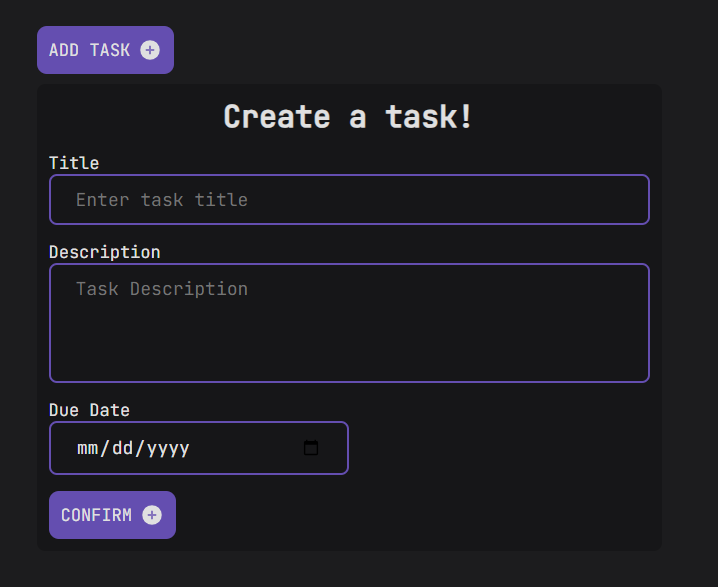 ADD TASK
Create a task!
Title
Enter task title
Description
Task Description
Due Date
mm/dd/yyyy
CONFIRM